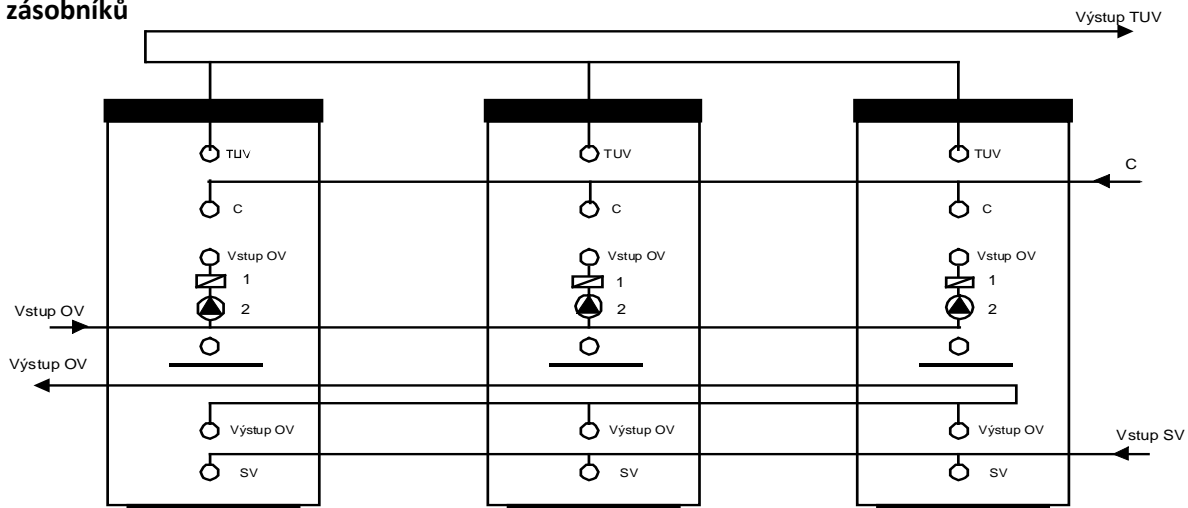 zásobníků
Výstup TUV
TUV TUV TUV
C
C C C
Vstup OV Vstup OV Vstup OV
1 1 1
2 2 2
Vstup OV
Výstup OV
Výstup OV Výstup OV Výstup OV
Vstup SV
SV SV SV